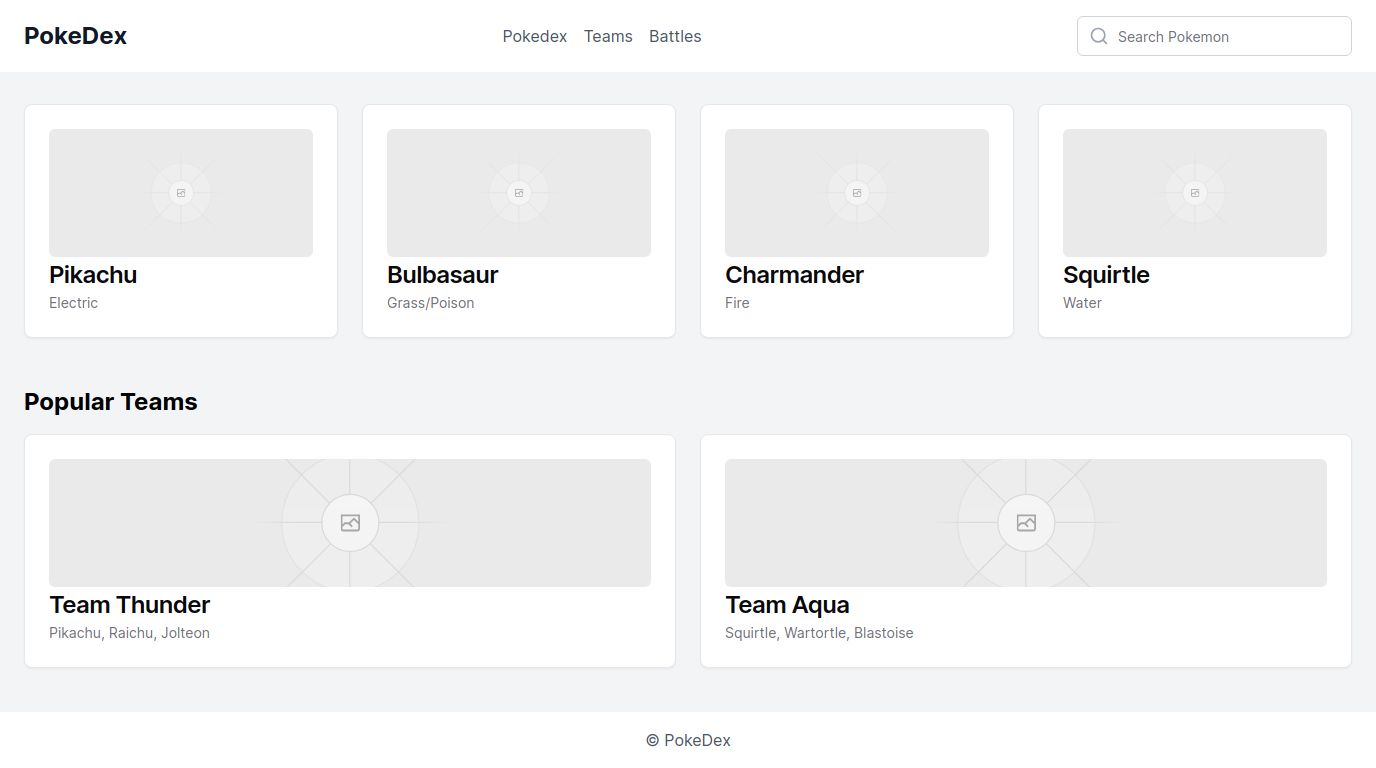 PokeDex
Pokedex Teams Battles
Search Pokemon
Pikachu
Electric
Bulbasaur
Grass/Poison
Charmander
Fire
Squirtle
Water
Popular Teams
Team Thunder
Pikachu, Raichu, Jolteon
Team Aqua
Squirtle, Wartortle, Blastoise
© PokeDex